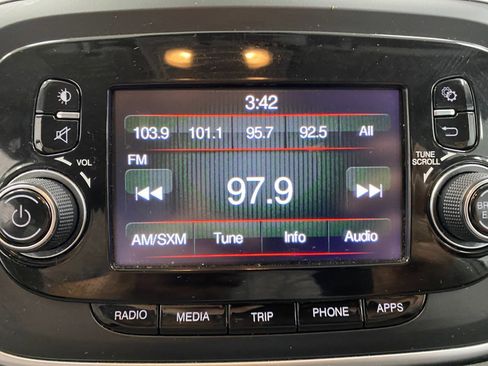 3:42
103.9 101.1 95.7 92.5 All
VOL
TUNE
SCROLL
FM
97.9
AM/SXM Tune Info Audio
RADIO MEDIA TRIP PHONE APPS